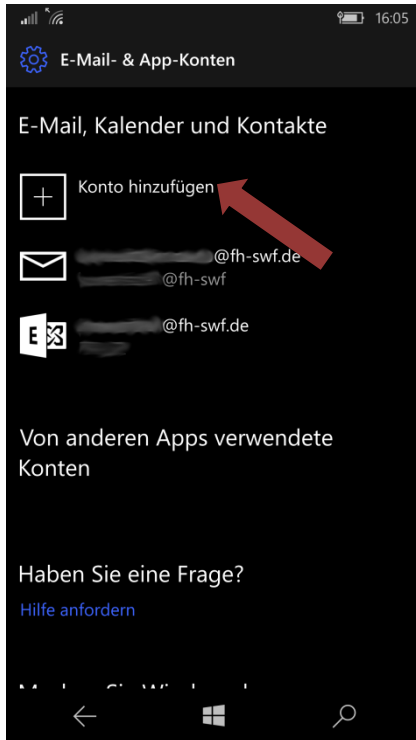 16:05
E-Mail- & App-Konten
E-Mail, Kalender und Kontakte
Konto hinzufügen
@fh-swf.de
@fh-swf
E
@fh-swf.de
Von anderen Apps verwendete
Konten
Haben Sie eine Frage?
Hilfe anfordern